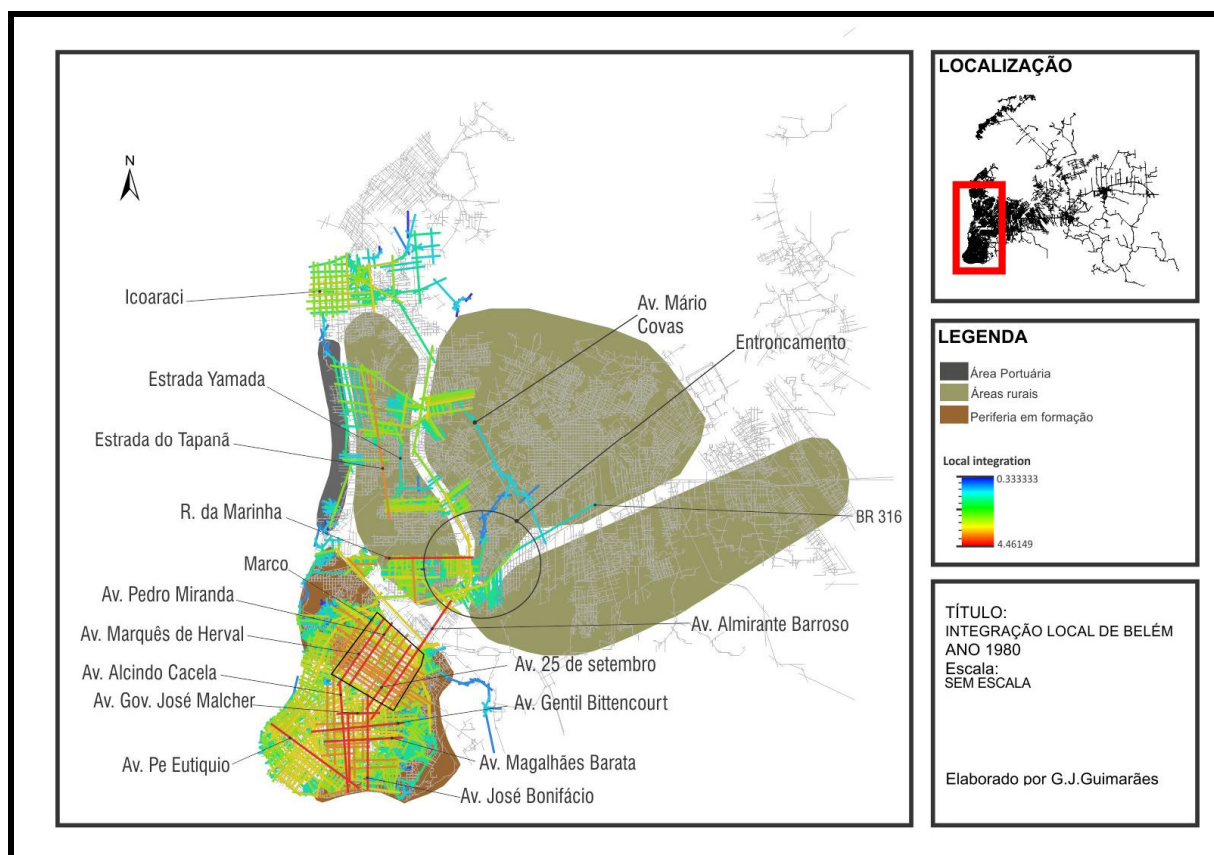 N
Icoaraci
Estrada Yamada
Estrada do Tapanã
R. da Marinha
Marco
Av. Pedro Miranda
Av. Marquês de Herval
Av. Alcindo Cacela
Av. Gov. José Malcher
Av. Pe Eutiquio
Av. Mário
Covas
Entroncamento
BR 316
Av. Almirante Barroso
Av. 25 de setembro
Av. Gentil Bittencourt
Av. Magalhães Barata
Av. José Bonifácio
LOCALIZAÇÃO
LEGENDA
Área Portuária
Áreas rurais
Periferia em formação
Local integration
0.333333
4.46149
TÍTULO:
INTEGRAÇÃO LOCAL DE BELÉM
ANO 1980
Escala:
SEM ESCALA
Elaborado por G.J.Guimarães